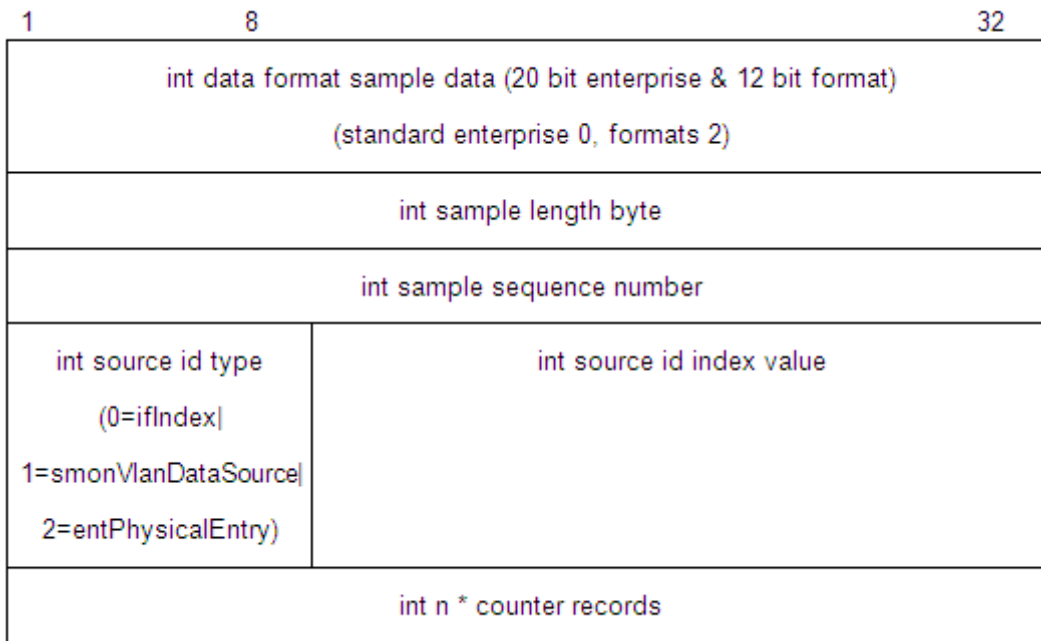 1 8 32
int data format sample data (20 bit enterprise & 12 bit format)
(standard enterprise 0, formats 2)
int sample length byte
int sample sequence number
int source id type
(0=ifIndex|
1=smonVlanDataSource|
2=entPhysicalEntry)
int source id index value
int n * counter records